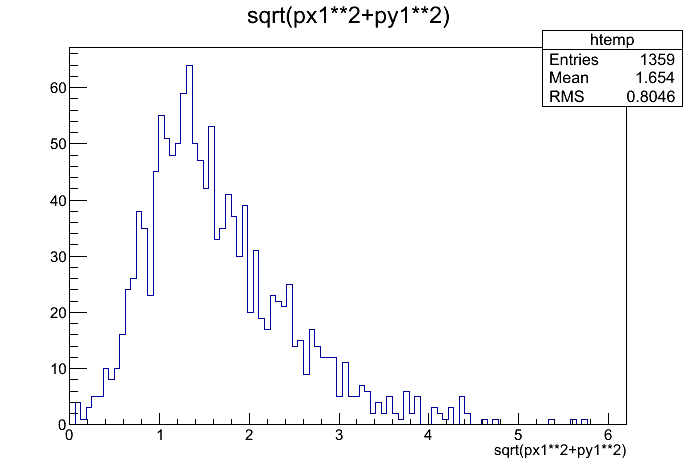 sqrt(px1**2+py1**2)
htemp
Entries 1359
Mean 1.654
RMS 0.8046
60
50
40
30
20
10
0
0 1 2 3 4 5 6
sqrt(px1**2+py1**2)